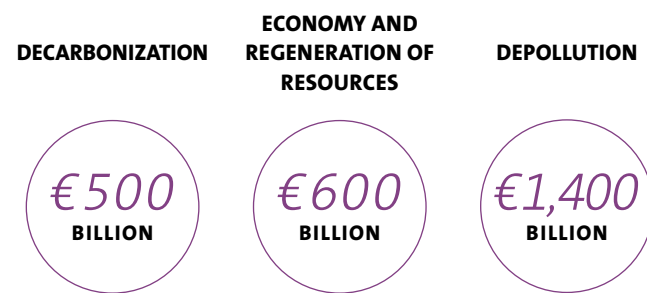 DECARBONIZATION
ECONOMY AND
REGENERATION OF
RESOURCES
DEPOLLUTION
€500
BILLION
€600
BILLION
€1,400
BILLION